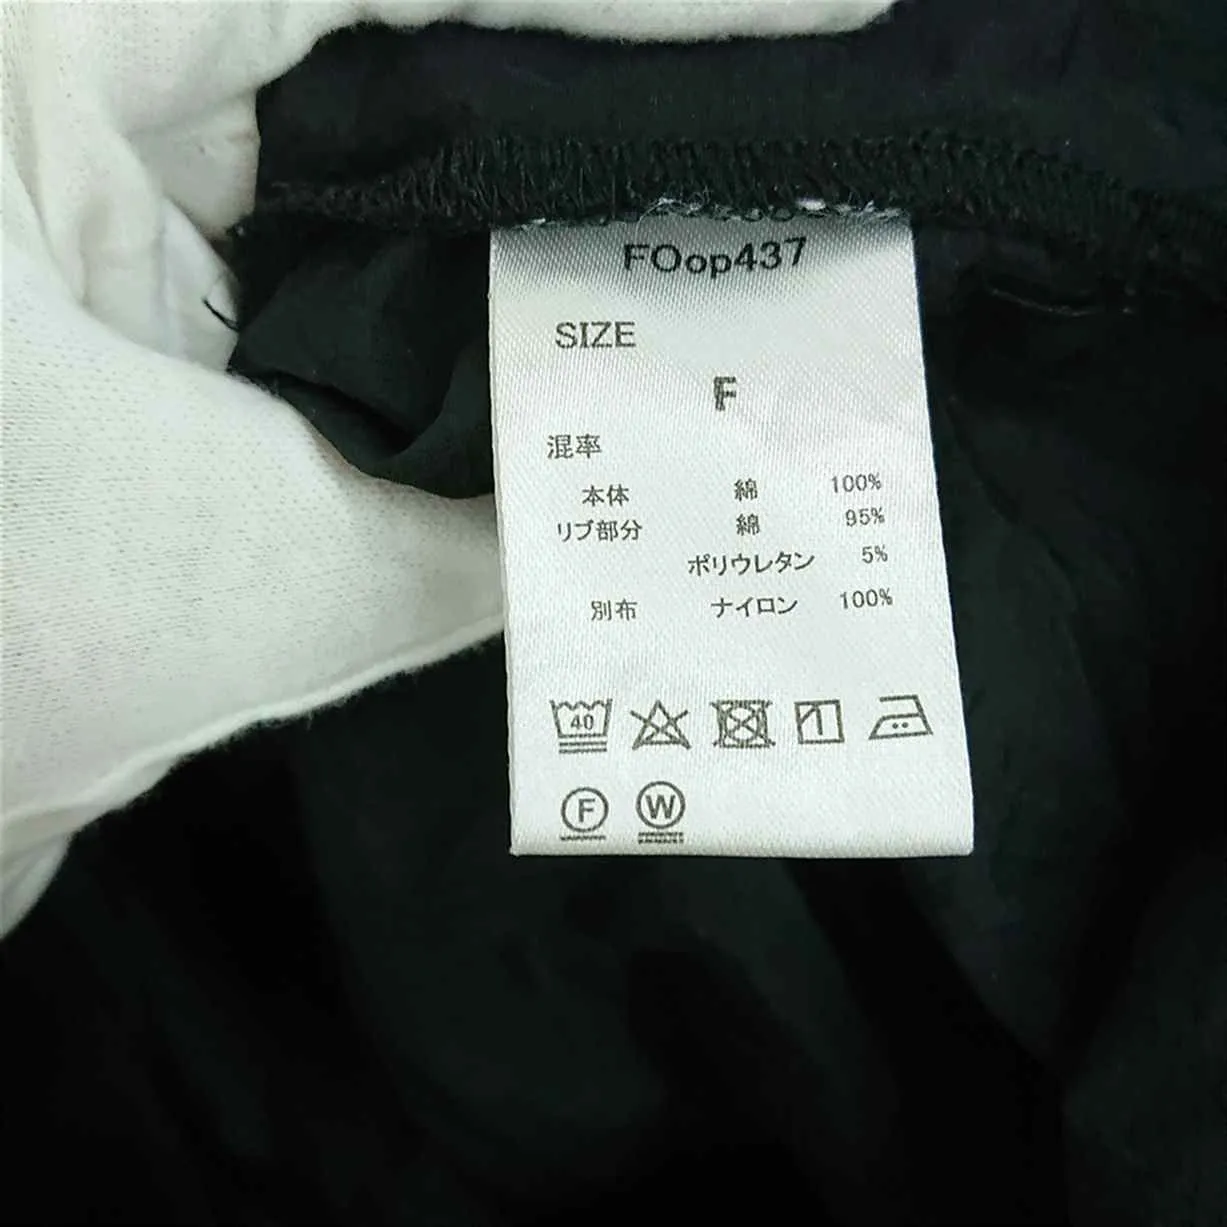 FOop437
SIZE
F
混率
本体 綿 100%
リブ部分 綿 95%
ポリウレタン 5%
別布 ナイロン 100%
40
F
W